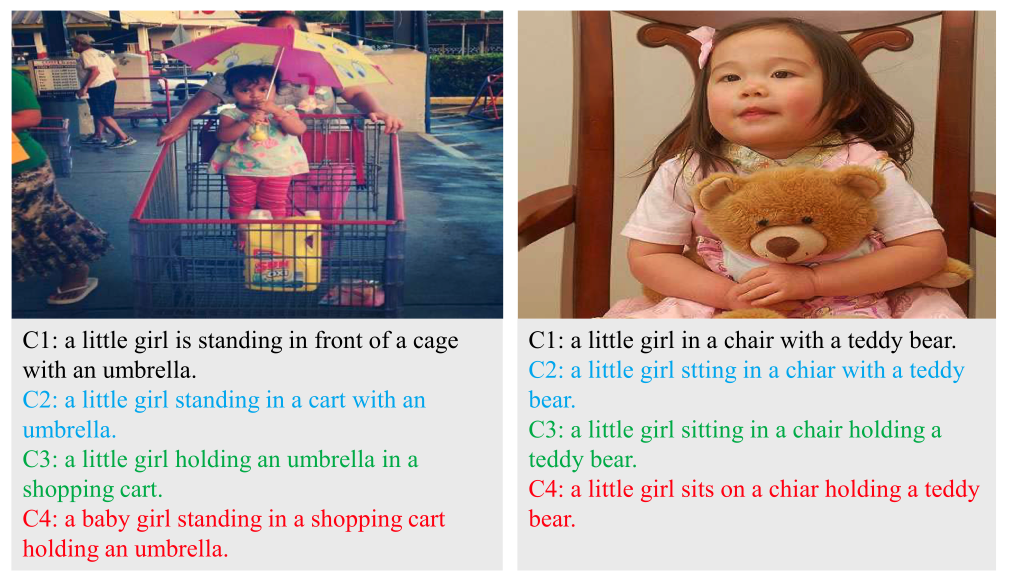 C1: a little girl is standing in front of a cage
with an umbrella.
C2: a little girl standing in a cart with an
umbrella.
C3: a little girl holding an umbrella in a
shopping cart.
C4: a baby girl standing in a shopping cart
holding an umbrella.
C1: a little girl in a chair with a teddy bear.
C2: a little girl stting in a chiar with a teddy
bear.
C3: a little girl sitting in a chair holding a
teddy bear.
C4: a little girl sits on a chiar holding a teddy
bear.